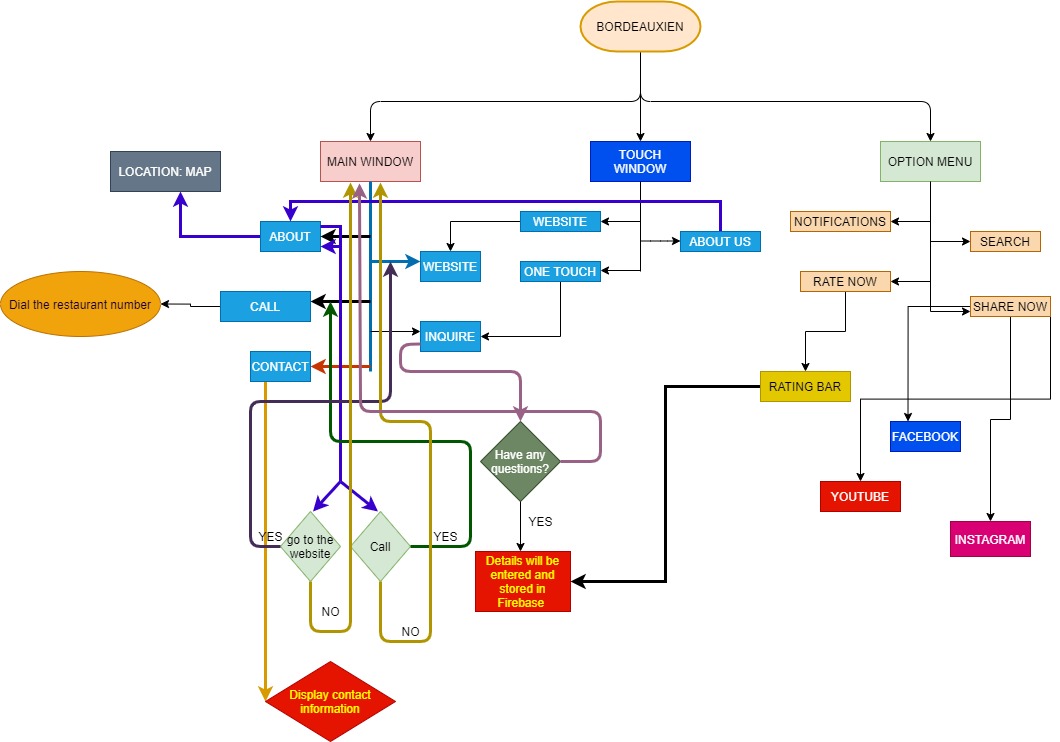 BORDEAUXIEN
MAIN WINDOW
TOUCH
WINDOW
OPTION MENU
LOCATION: MAP
ABOUT
WEBSITE
WEBSITE
ABOUT US
NOTIFICATIONS
SEARCH
ONE TOUCH
RATE NOW
SHARE NOW
Dial the restaurant number
CALL
INQUIRE
CONTACT
RATING BAR
FACEBOOK
Have any
questions?
YOUTUBE
YES
INSTAGRAM
YES
go to the
website
Call
YES
Details will be
entered and
stored in
Firebase
NO
NO
Display contact
information